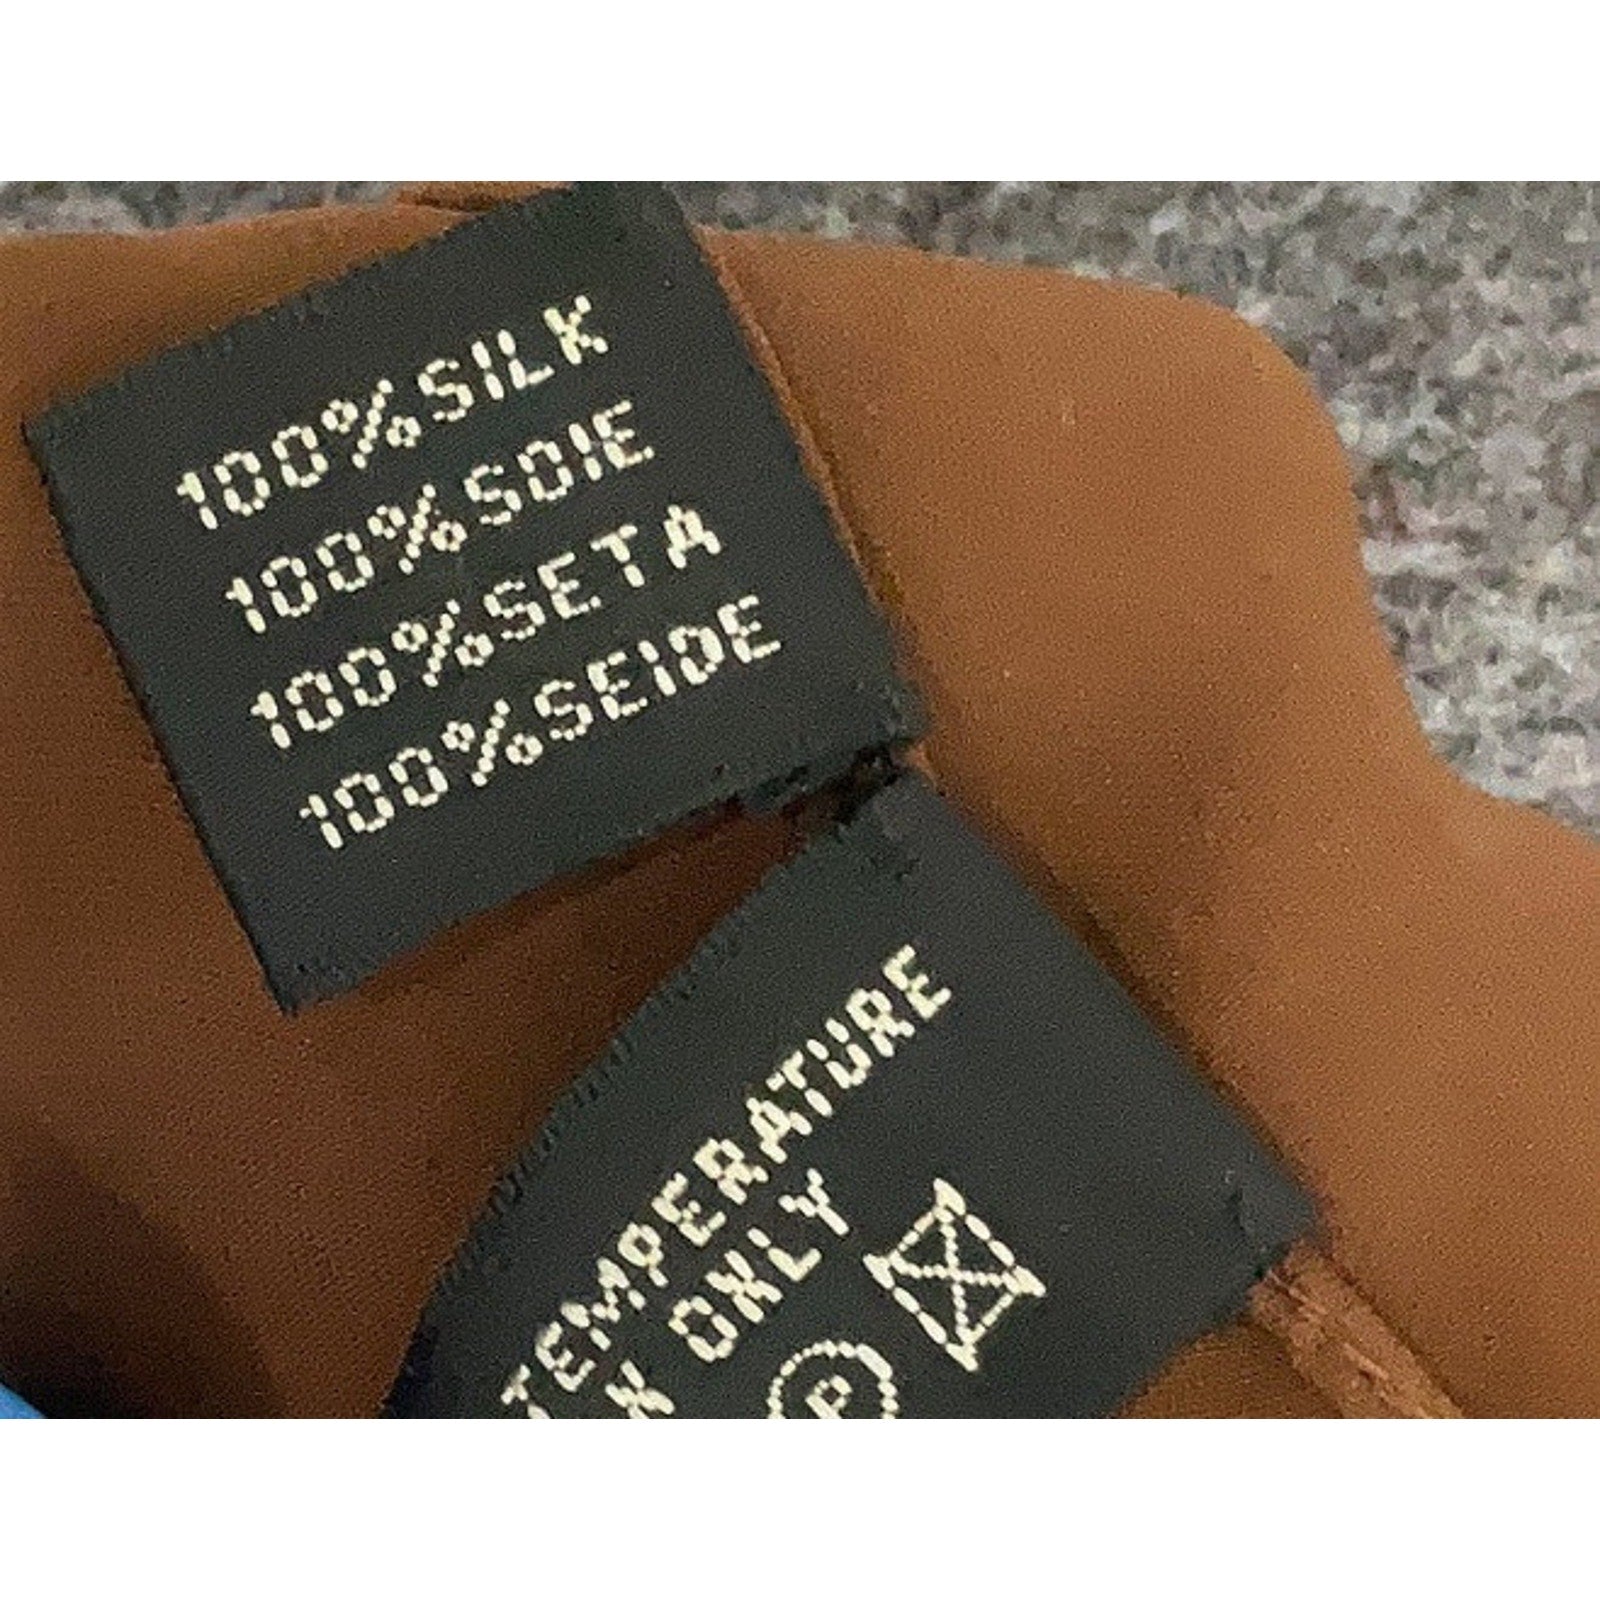 100% SILK
100% SOIE
100% SETA
100% SEIDE
TEMPERATURE
ONLY
P